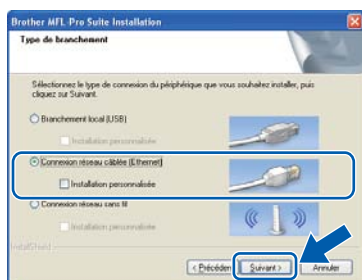 Brother MFL-Pro Suite Installation
Type de branchement
Sélectionnez le type de connexion du périphérique que vous souhaitez installer, puis
cliquez sur Suivant.
Branchement local (USB)
Installation personnalisée
Connexion réseau câblée (Ethernet)
Installation personnalisée
Connexion réseau sans fil
Installation personnalisée
InstallShield
< Précédent
Suivant >
Annuler